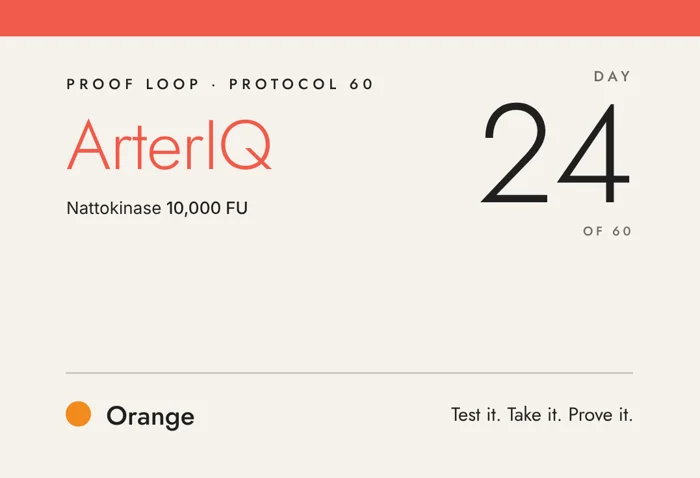 PROOF LOOP · PROTOCOL 60
ArterIQ
Nattokinase 10,000 FU
DAY
24
OF 60
Orange
Test it. Take it. Prove it.